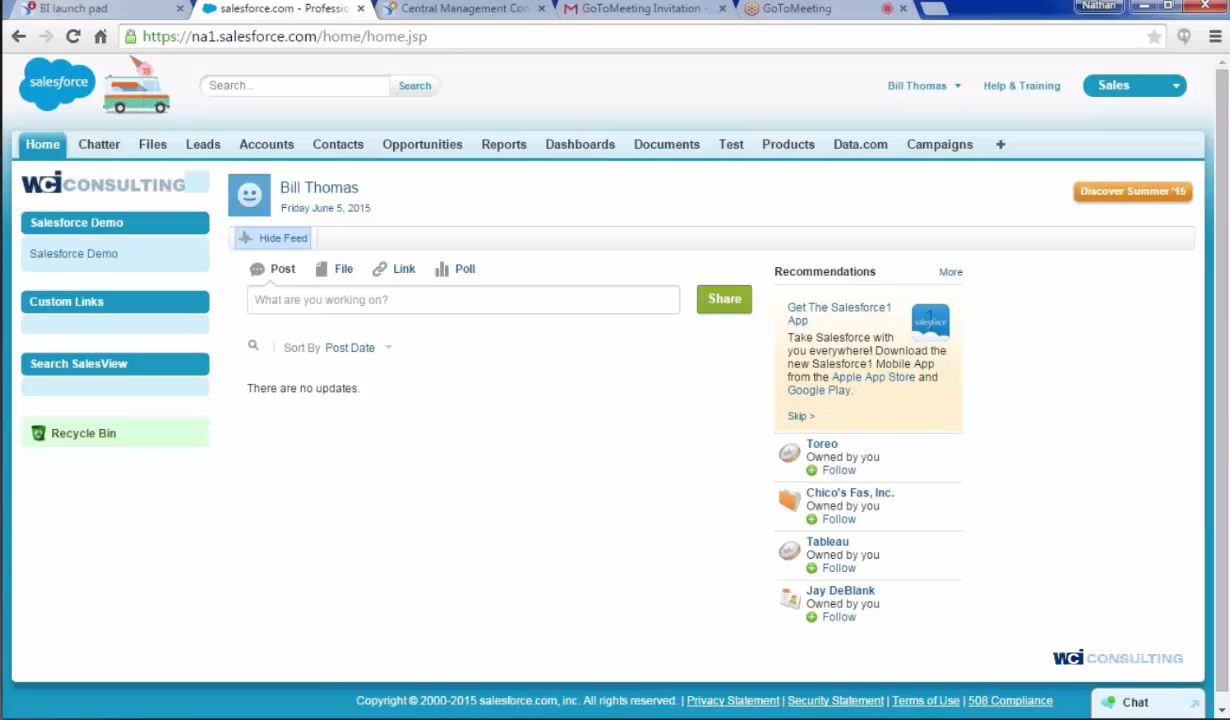 BI launch pad
salesforce.com - Professio
Central Management Con
GoToMeeting Invitation -
GoToMeeting
Nathan
https://na1.salesforce.com/home/home.jsp
salesforce
15
Search...
Search
Bill Thomas
Help & Training
Sales
Home
Chatter
Files
Leads
Accounts
Contacts
Opportunities
Reports
Dashboards
Documents
Test
Products
Data.com
Campaigns
+
WCI CONSULTING
Salesforce Demo
Salesforce Demo
Custom Links
Search SalesView
Recycle Bin
Bill Thomas
Friday June 5, 2015
Discover Summer '15
Hide Feed
Post
File
Link
Poll
What are you working on?
Share
Sort By Post Date
There are no updates.
Recommendations
More
Get The Salesforce1
App
1
salesforce
Take Salesforce with
you everywhere! Download the
new Salesforce1 Mobile App
from the Apple App Store and
Google Play.
Skip >
Toreo
Owned by you
Follow
Chico's Fas, Inc.
Owned by you
Follow
Tableau
Owned by you
Follow
Jay DeBlank
Owned by you
Follow
WCI CONSULTING
Copyright © 2000-2015 salesforce.com, inc. All rights reserved. | Privacy Statement | Security Statement | Terms of Use | 508 Compliance
Chat